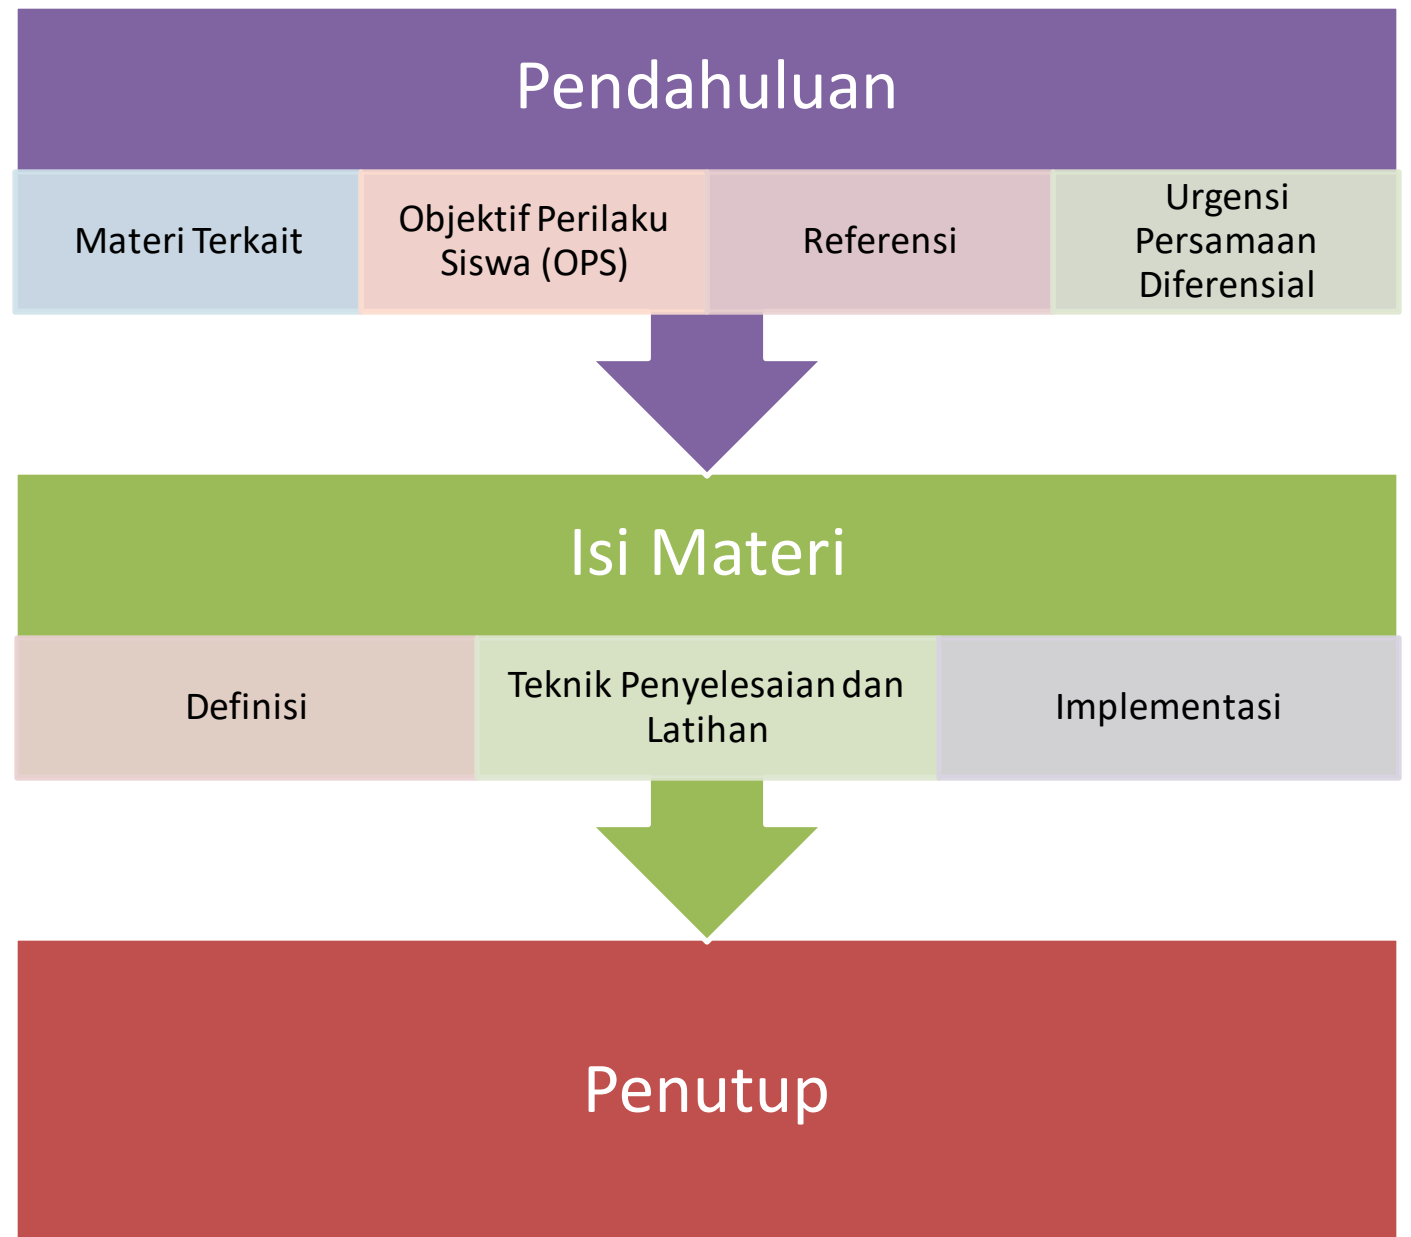 Pendahuluan
Materi Terkait
Objektif Perilaku
Siswa (OPS)
Referensi
Urgensi
Persamaan
Diferensial
Isi Materi
Definisi
Teknik Penyelesaian dan
Latihan
Implementasi
Penutup